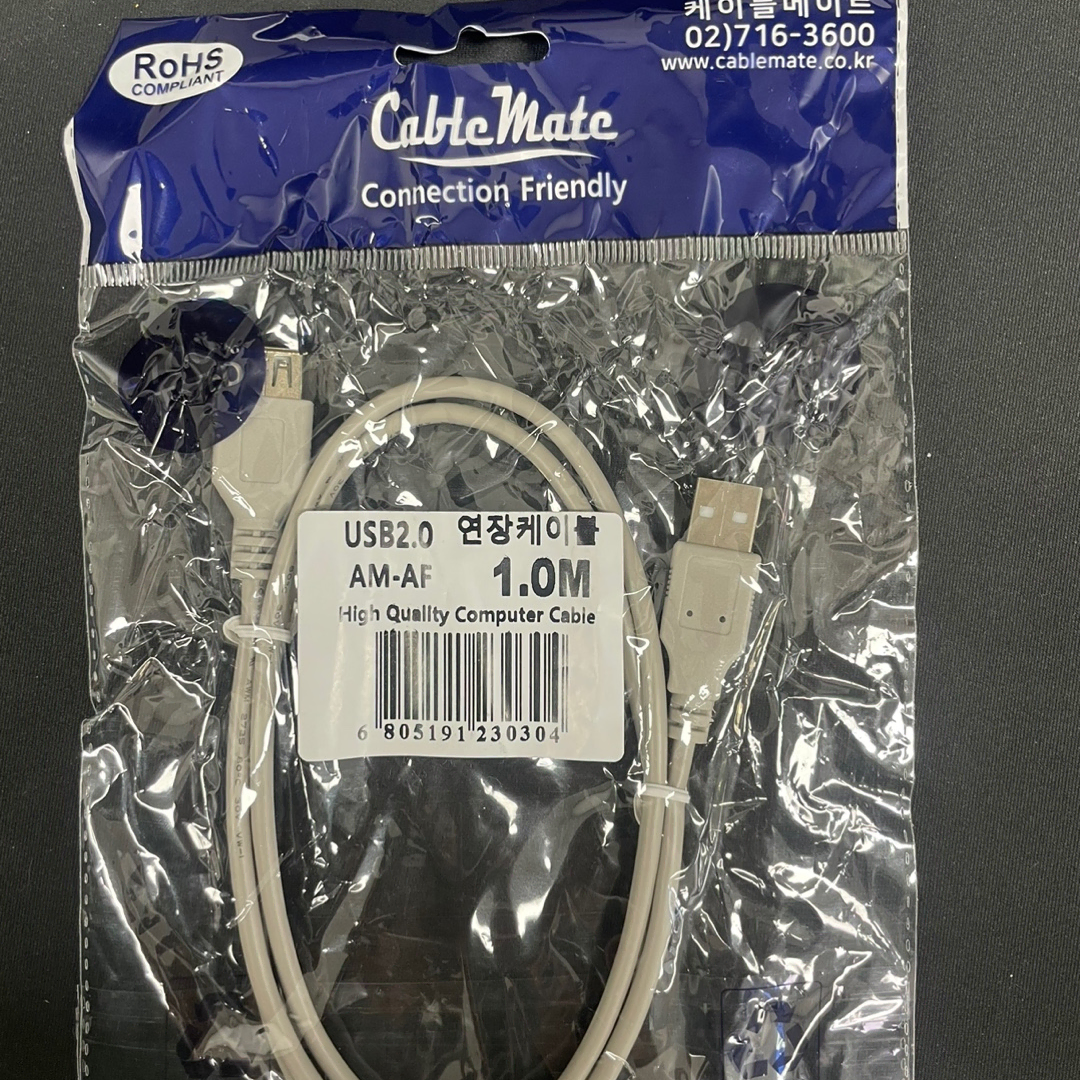 RoHS
COMPLIANT
케이블메이트
02)716-3600
www.cablemate.co.kr
CableMate
Connection Friendly
USB2.0 연장케이블
AM-AF 1.0M
High Quality Computer Cable
6 805191 230304